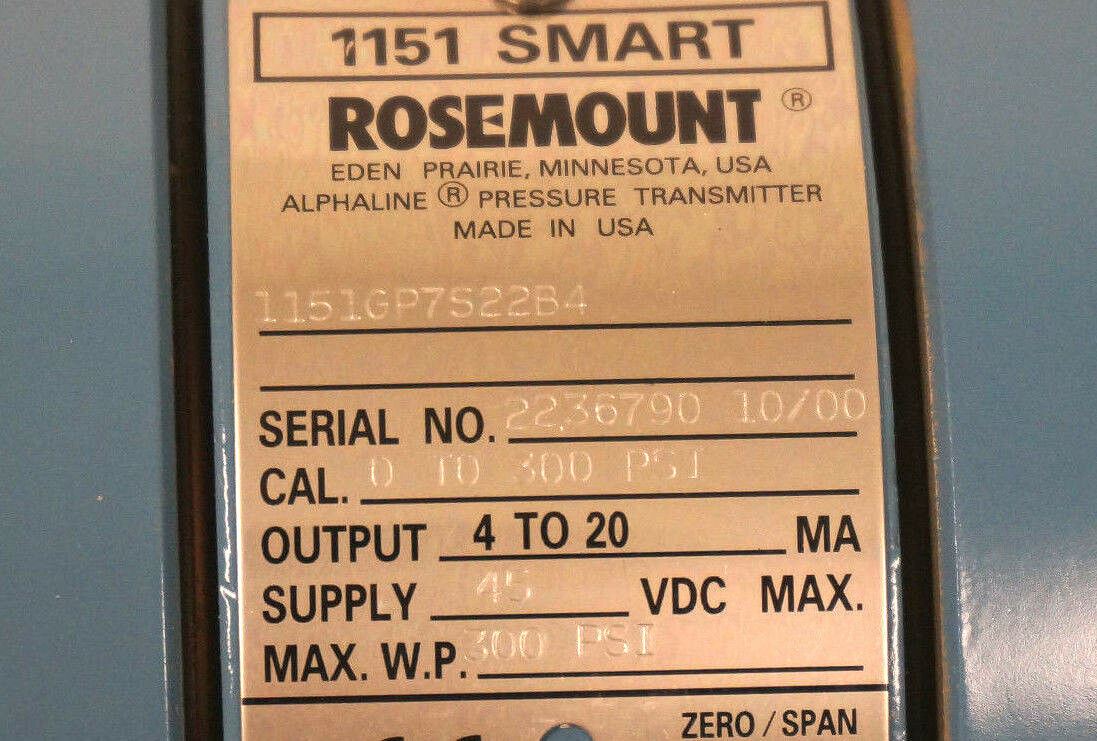 1151 SMART
ROSEMOUNT ®
EDEN PRAIRIE, MINNESOTA, USA
ALPHALINE ® PRESSURE TRANSMITTER
MADE IN USA
1151GP7S22B4
SERIAL NO. 2236790 10/00
CAL. 0 TO 300 PSI
OUTPUT 4 TO 20 MA
SUPPLY 45 VDC MAX.
MAX. W.P. 300 PSI
ZERO / SPAN